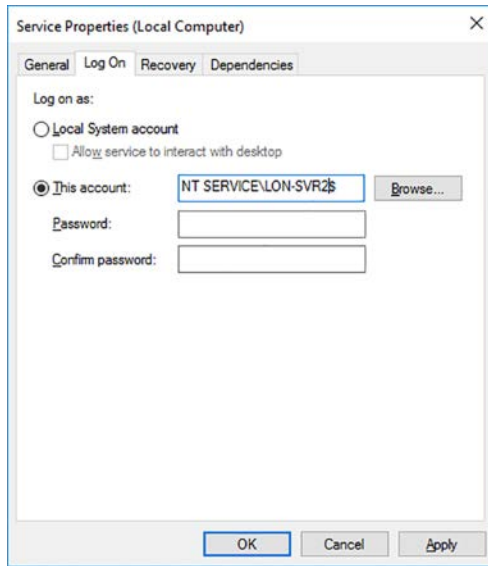 Service Properties (Local Computer)
General Log On Recovery Dependencies
Log on as:
Local System account
Allow service to interact with desktop
This account: NT SERVICE\LON-SVR2$ Browse...
Password:
Confirm password:
OK Cancel Apply